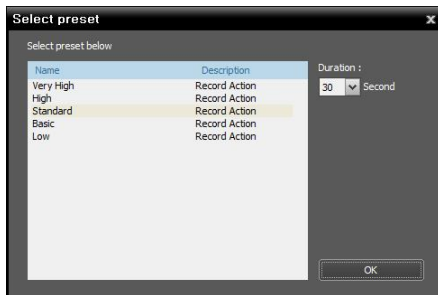 Select preset x
Select preset below
Name Description
Very High Record Action
High Record Action
Standard Record Action
Basic Record Action
Low Record Action
Duration :
30 Second
OK